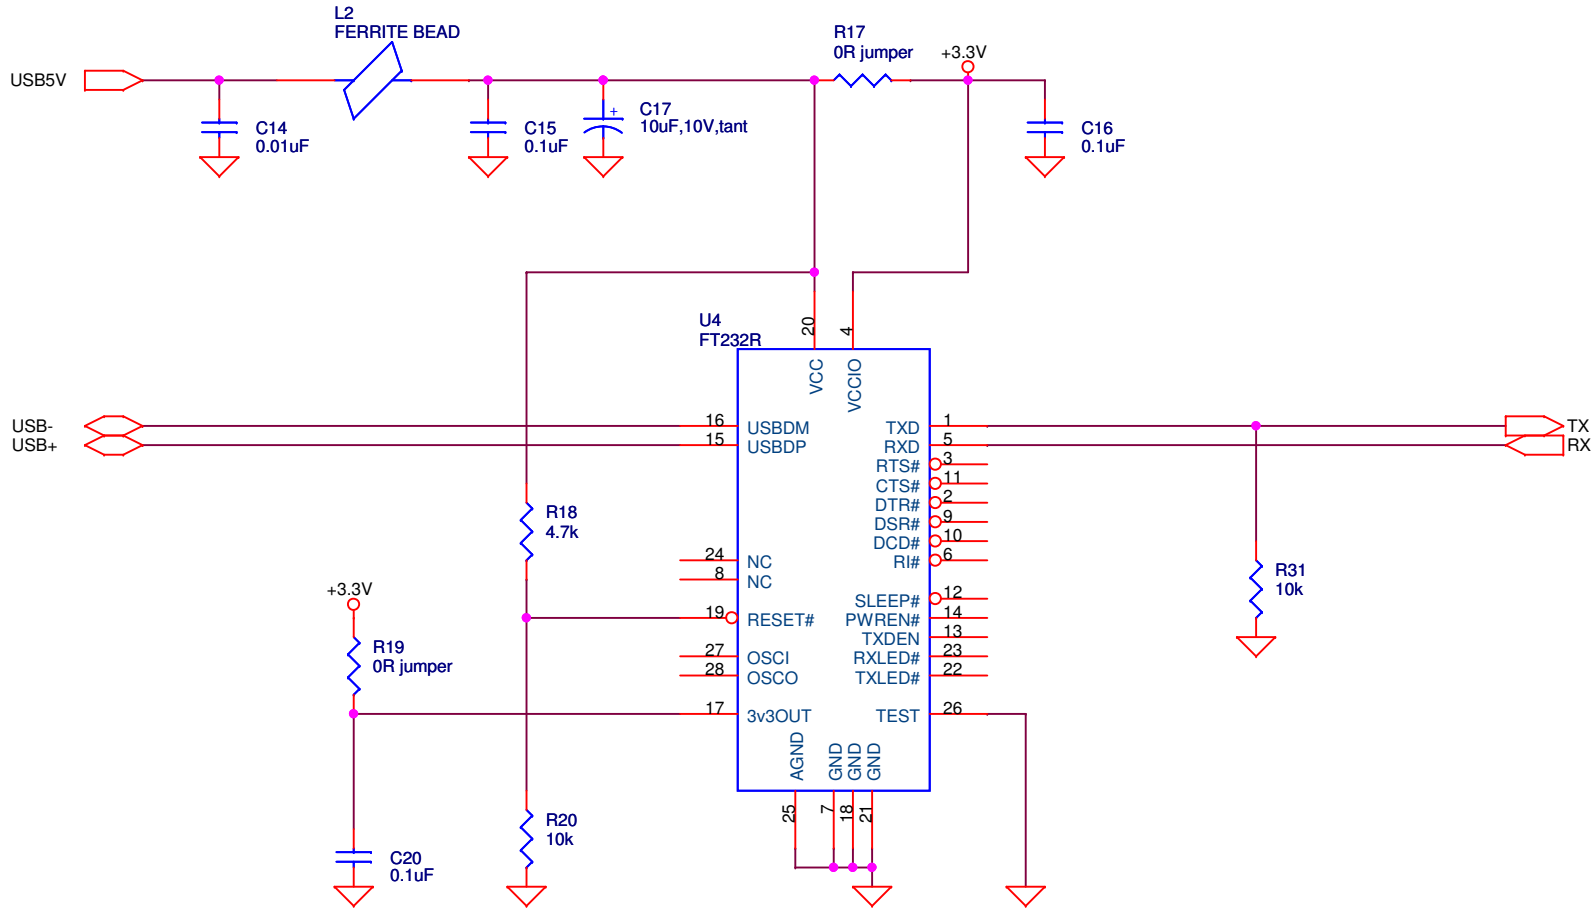 L2
FERRITE BEAD
R17
0R jumper
+3.3V
USB5V
C14
0.01uF
C15
0.1uF
+
C17
10uF,10V,tant
C16
0.1uF
U4
FT232R
20
4
VCC
VCCIO
USB-
16
USBDM
TXD
1
TX
USB+
15
USBDP
RXD
5
RX
RTS#
3
CTS#
11
DTR#
2
DSR#
9
DCD#
10
RI#
6
R18
4.7k
24
NC
8
NC
R31
10k
SLEEP#
12
19
RESET#
PWREN#
14
TXDEN
13
+3.3V
R19
0R jumper
27
OSCI
RXLED#
23
28
OSCO
TXLED#
22
17
3v3OUT
TEST
26
AGND
GND
GND
GND
25
7
18
21
R20
10k
C20
0.1uF